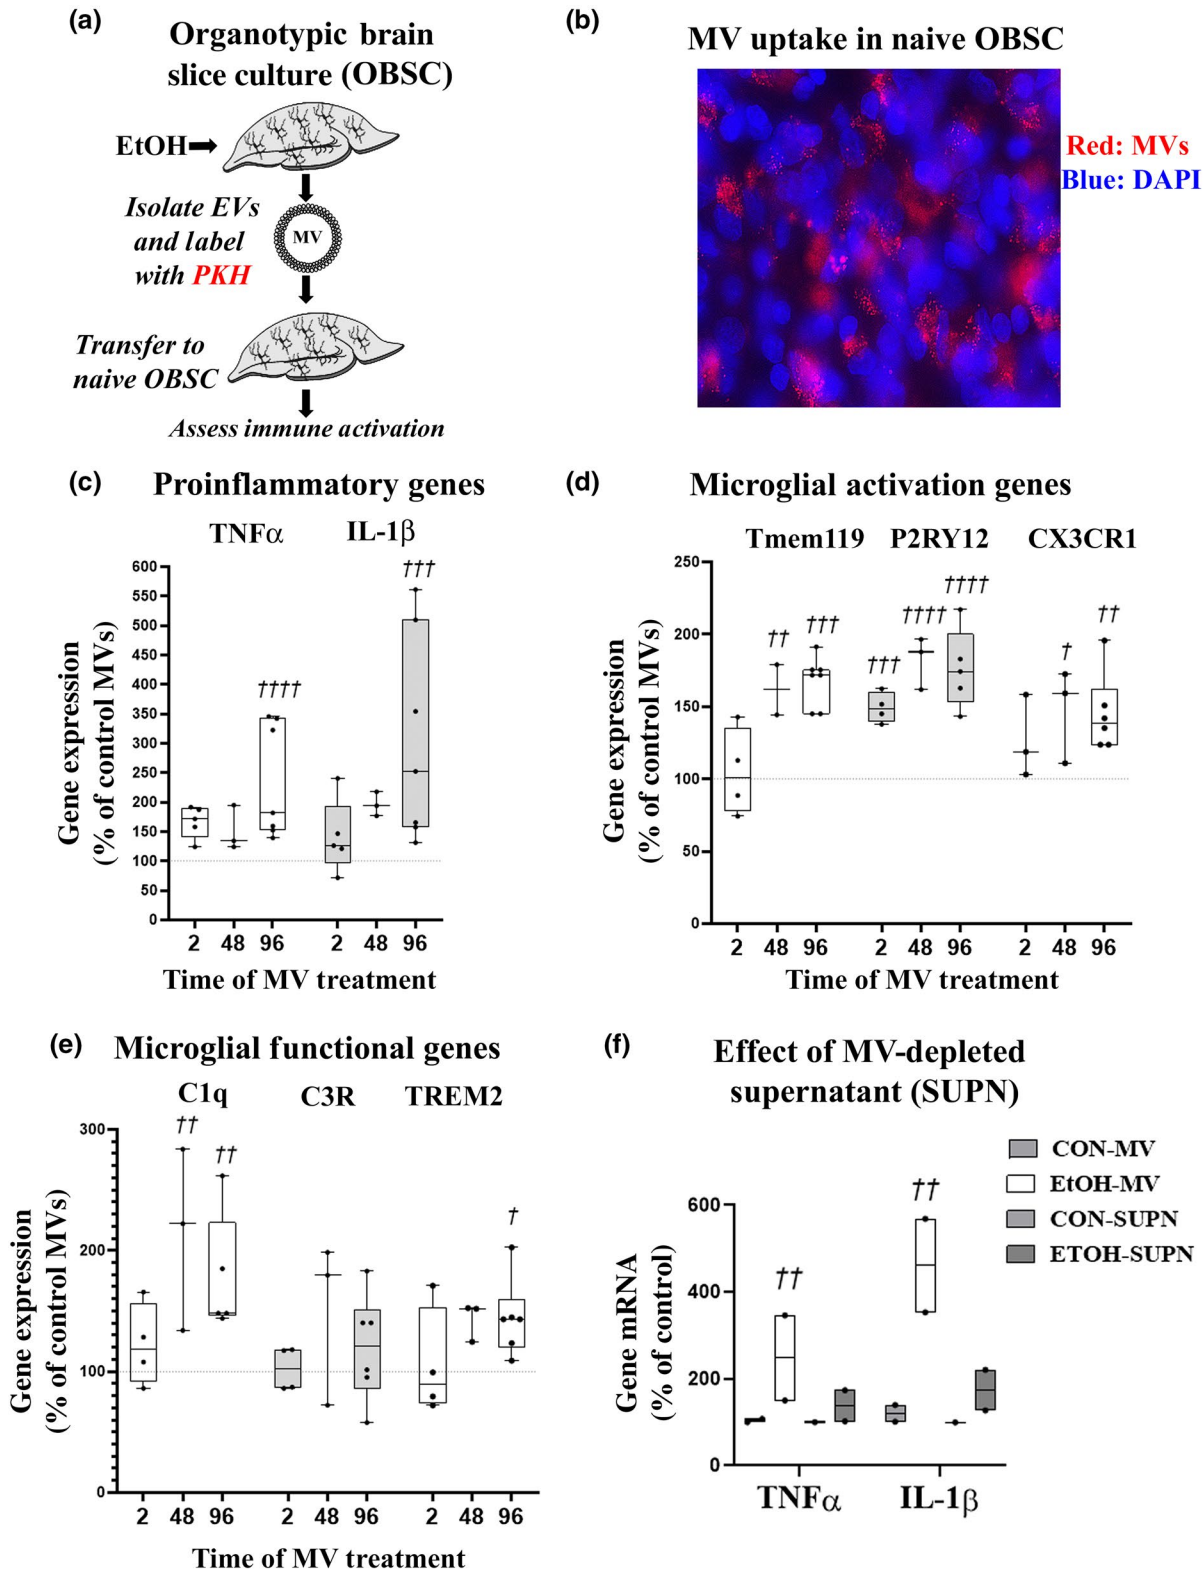 (a)
Organotypic brain
slice culture (OBSC)
EtOH
Isolate EVs
and label
with PKH
MV
Transfer to
naive OBSC
Assess immune activation
(b)
MV uptake in naive OBSC
Red: MVs
Blue: DAPI
(c)
Proinflammatory genes
TNFα IL-1β
Gene expression
(% of control MVs)
600
550
500
450
400
350
300
250
200
150
100
50
0
††††
†††
2 48 96 2 48 96
Time of MV treatment
(d)
Microglial activation genes
Tmem119 P2RY12 CX3CR1
Gene expression
(% of control MVs)
250
200
150
100
50
0
†† ††† ††† †††† †††† † ††
2 48 96 2 48 96 2 48 96
Time of MV treatment
(e)
Microglial functional genes
C1q C3R TREM2
Gene expression
(% of control MVs)
300
200
100
0
†† †† †
2 48 96 2 48 96 2 48 96
Time of MV treatment
(f)
Effect of MV-depleted
supernatant (SUPN)
CON-MV
EtOH-MV
CON-SUPN
ETOH-SUPN
Gene mRNA
(% of control)
600
400
200
0
†† ††
TNFα IL-1β